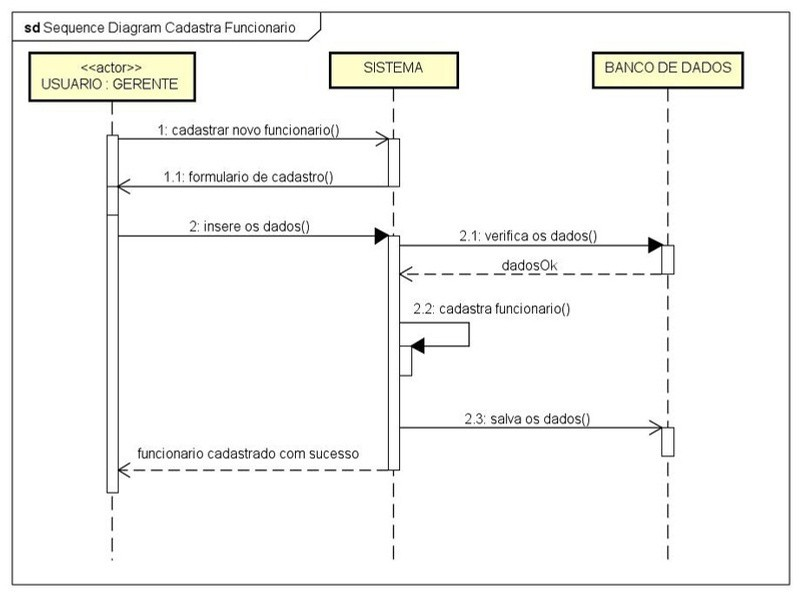 sd Sequence Diagram Cadastra Funcionario
<<actor>>
USUARIO : GERENTE
SISTEMA
BANCO DE DADOS
1: cadastrar novo funcionario()
1.1: formulario de cadastro()
2: insere os dados()
2.1: verifica os dados()
dadosOk
2.2: cadastra funcionario()
2.3: salva os dados()
funcionario cadastrado com sucesso